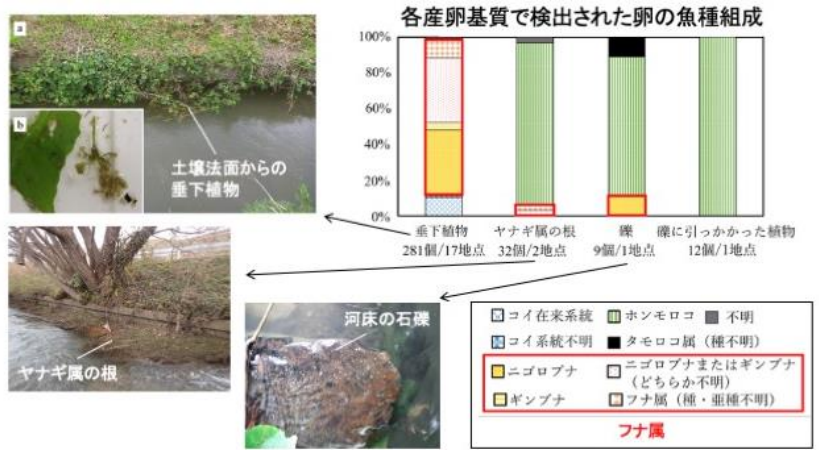 各産卵基質で検出された卵の魚種組成
a
b
土壌法面からの
垂下植物
100%
80%
60%
40%
20%
0%
垂下植物
281個/17地点
ヤナギ属の根
32個/2地点
礫
9個/1地点
礫に引っかかった植物
12個/1地点
ヤナギ属の根
河床の石礫
コイ在来系統
ホンモロコ
不明
コイ系統不明
タモロコ属（種不明）
ニゴロブナ
ニゴロブナまたはギンブナ
（どちらか不明）
ギンブナ
フナ属（種・亜種不明）
フナ属